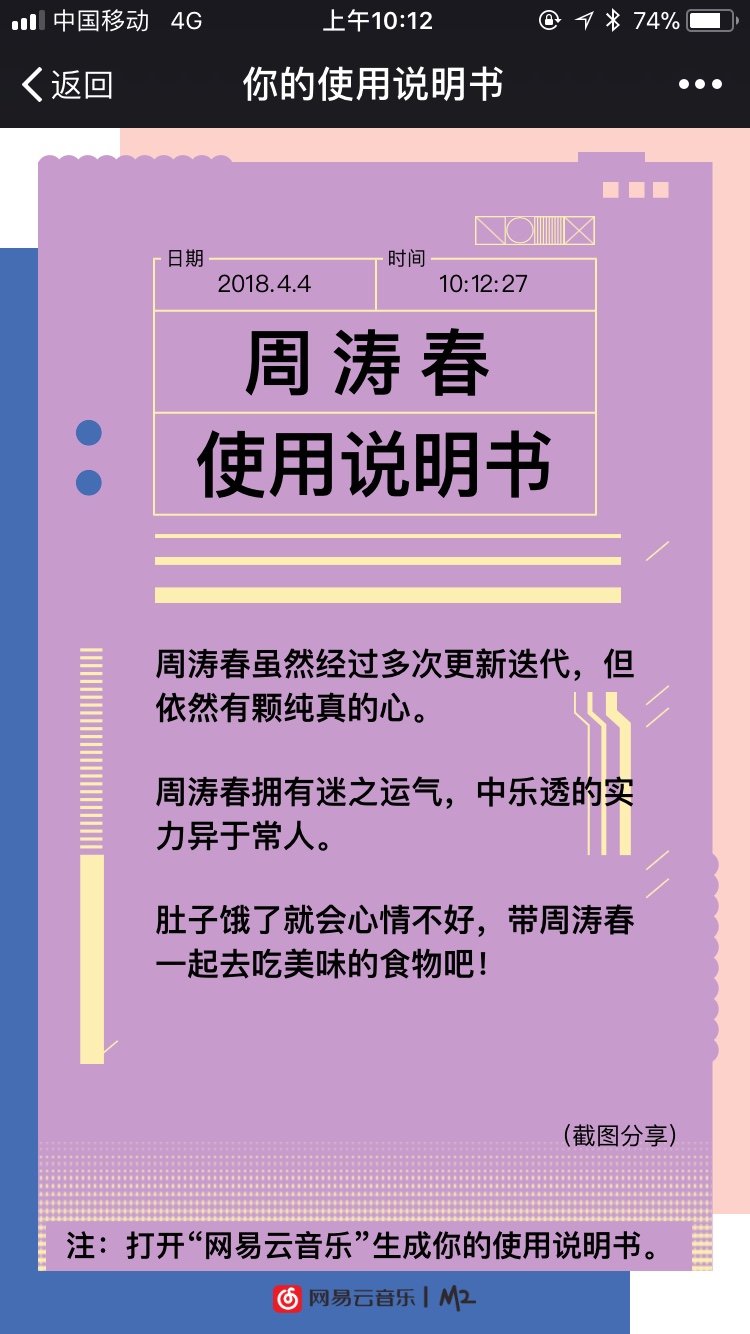 中国移动 4G 上午10:12 74%
返回 你的使用说明书
日期 时间
2018.4.4 10:12:27
周涛春
使用说明书
周涛春虽然经过多次更新迭代，但
依然有颗纯真的心。
周涛春拥有迷之运气，中乐透的实
力异于常人。
肚子饿了就会心情不好，带周涛春
一起去吃美味的食物吧！
（截图分享）
注：打开“网易云音乐”生成你的使用说明书。
网易云音乐 | M2